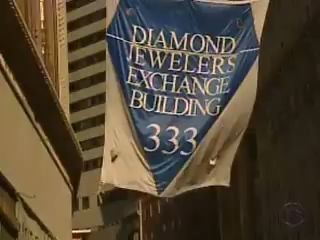 DIAMOND
JEWELERS
EXCHANGE
BUILDING
333